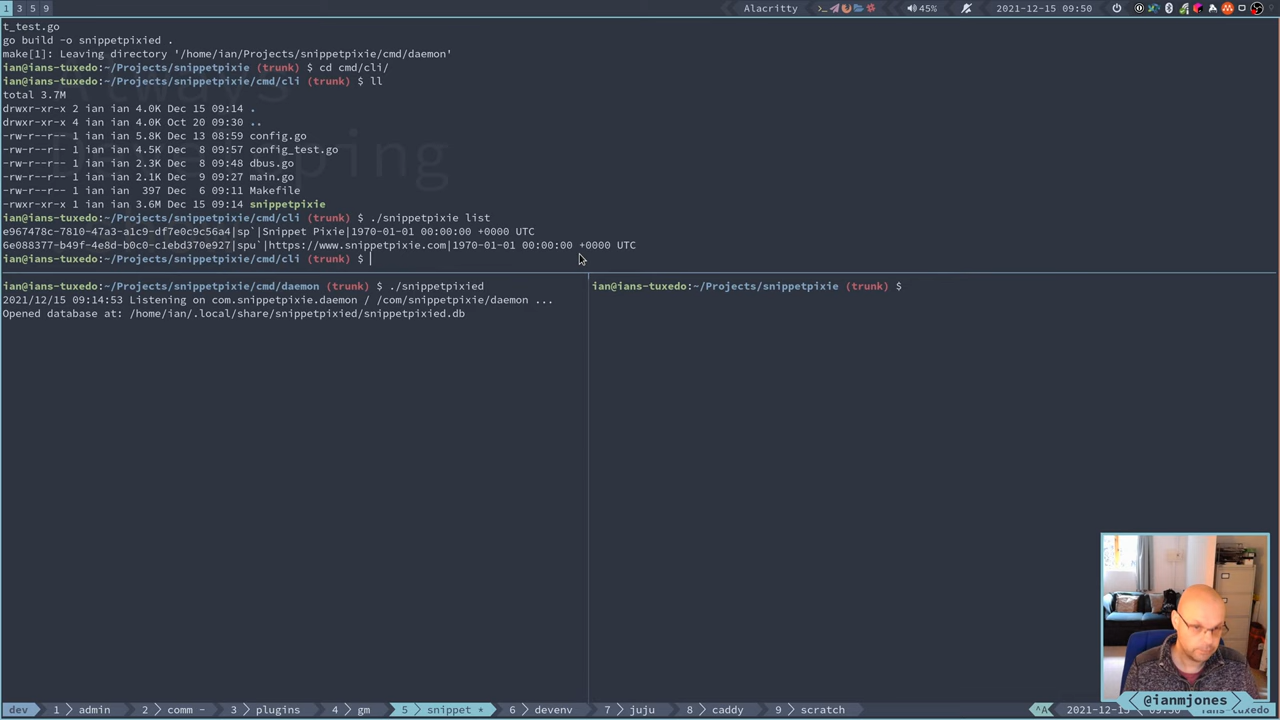 1 3 5 9
Alacritty
45%
2021-12-15 09:50
t_test.go
go build -o snippetpixied .
make[1]: Leaving directory '/home/ian/Projects/snippetpixie/cmd/daemon'
ian@ians-tuxedo:~/Projects/snippetpixie (trunk) $ cd cmd/cli/
ian@ians-tuxedo:~/Projects/snippetpixie/cmd/cli (trunk) $ ll
total 3.7M
drwxr-xr-x 2 ian ian 4.0K Dec 15 09:14 .
drwxr-xr-x 4 ian ian 4.0K Oct 20 09:30 ..
-rw-r--r-- 1 ian ian 5.8K Dec 13 08:59 config.go
-rw-r--r-- 1 ian ian 4.5K Dec  8 09:57 config_test.go
-rw-r--r-- 1 ian ian 2.3K Dec  8 09:48 dbus.go
-rw-r--r-- 1 ian ian 2.1K Dec  9 09:27 main.go
-rw-r--r-- 1 ian ian  397 Dec  6 09:11 Makefile
-rwxr-xr-x 1 ian ian 3.6M Dec 15 09:14 snippetpixie
ian@ians-tuxedo:~/Projects/snippetpixie/cmd/cli (trunk) $ ./snippetpixie list
e967478c-7810-47a3-a1c9-df7e0c9c56a4|sp`|Snippet Pixie|1970-01-01 00:00:00 +0000 UTC
6e088377-b49f-4e8d-b0c0-c1ebd370e927|spu`|https://www.snippetpixie.com|1970-01-01 00:00:00 +0000 UTC
ian@ians-tuxedo:~/Projects/snippetpixie/cmd/cli (trunk) $
ian@ians-tuxedo:~/Projects/snippetpixie/cmd/daemon (trunk) $ ./snippetpixied
2021/12/15 09:14:53 Listening on com.snippetpixie.daemon / /com/snippetpixie/daemon ...
Opened database at: /home/ian/.local/share/snippetpixied/snippetpixied.db
ian@ians-tuxedo:~/Projects/snippetpixie (trunk) $
@ianmjones
dev 1 admin 2 comm - 3 plugins 4 gm 5 snippet * 6 devenv 7 juju 8 caddy 9 scratch ^A